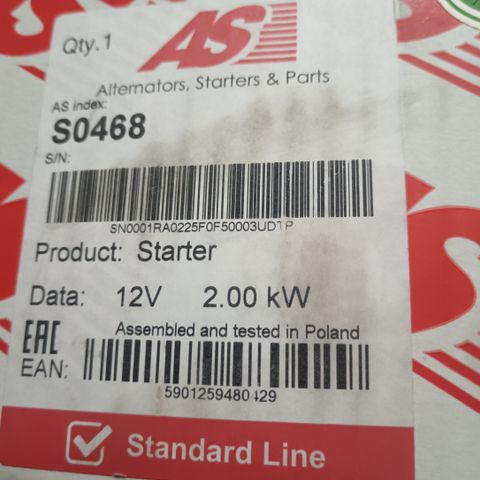 Qty.1
AS
Alternators, Starters & Parts
AS index:
S0468
S/N:
SN0001RA0225F0F50003UDTP
Product: Starter
Data: 12V 2.00 kW
Assembled and tested in Poland
EAC
EAN:
5901259480429
Standard Line